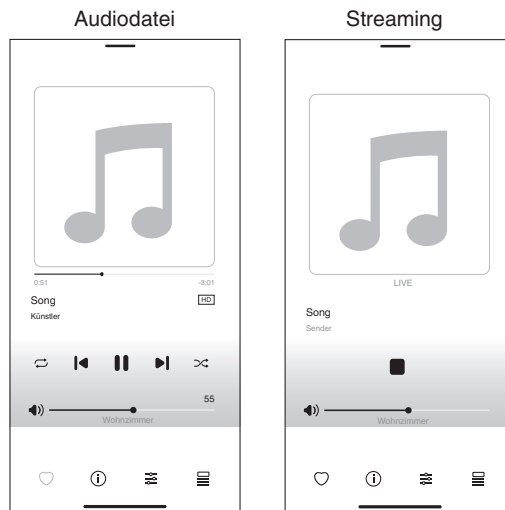 Audiodatei
0:51 -3:01
Song HD
Künstler
55
Wohnzimmer
Streaming
LIVE
Song
Sender
Wohnzimmer